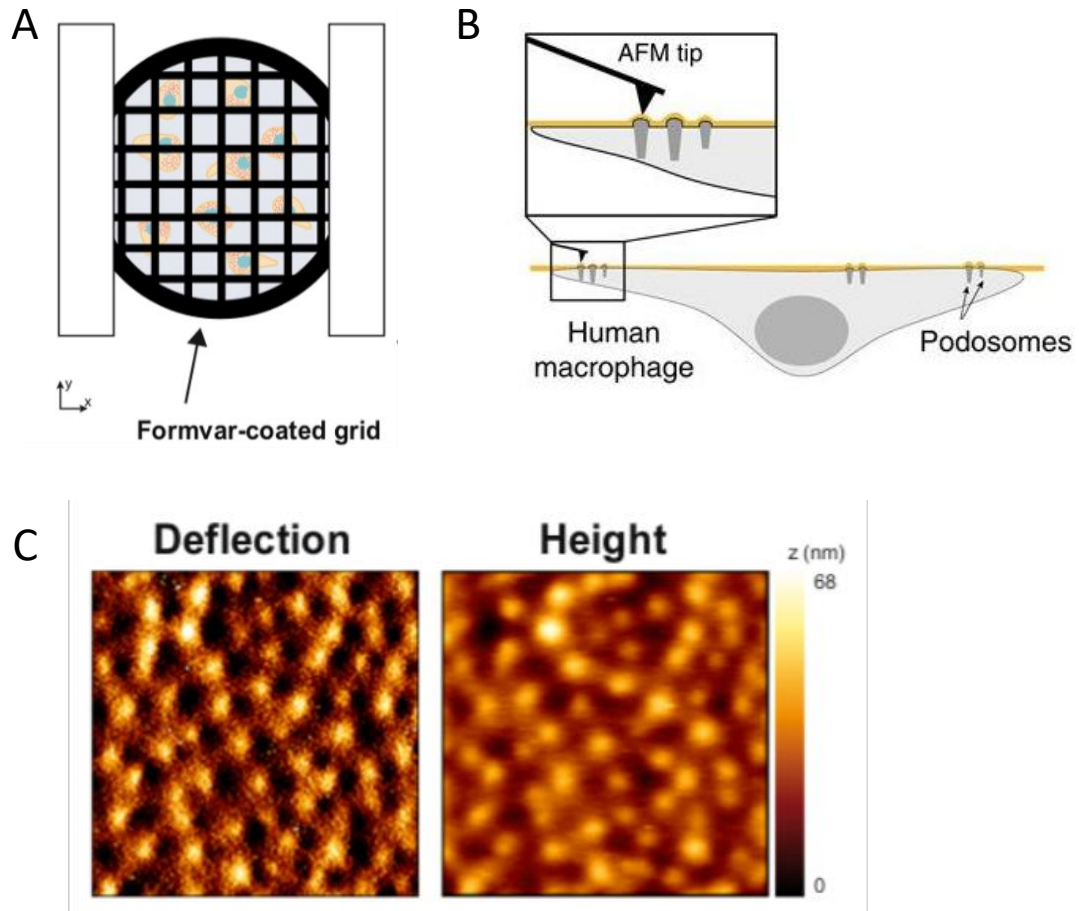 A
y
x
Formvar-coated grid
B
AFM tip
Human
macrophage
Podosomes
C
Deflection
Height
z (nm)
68
0